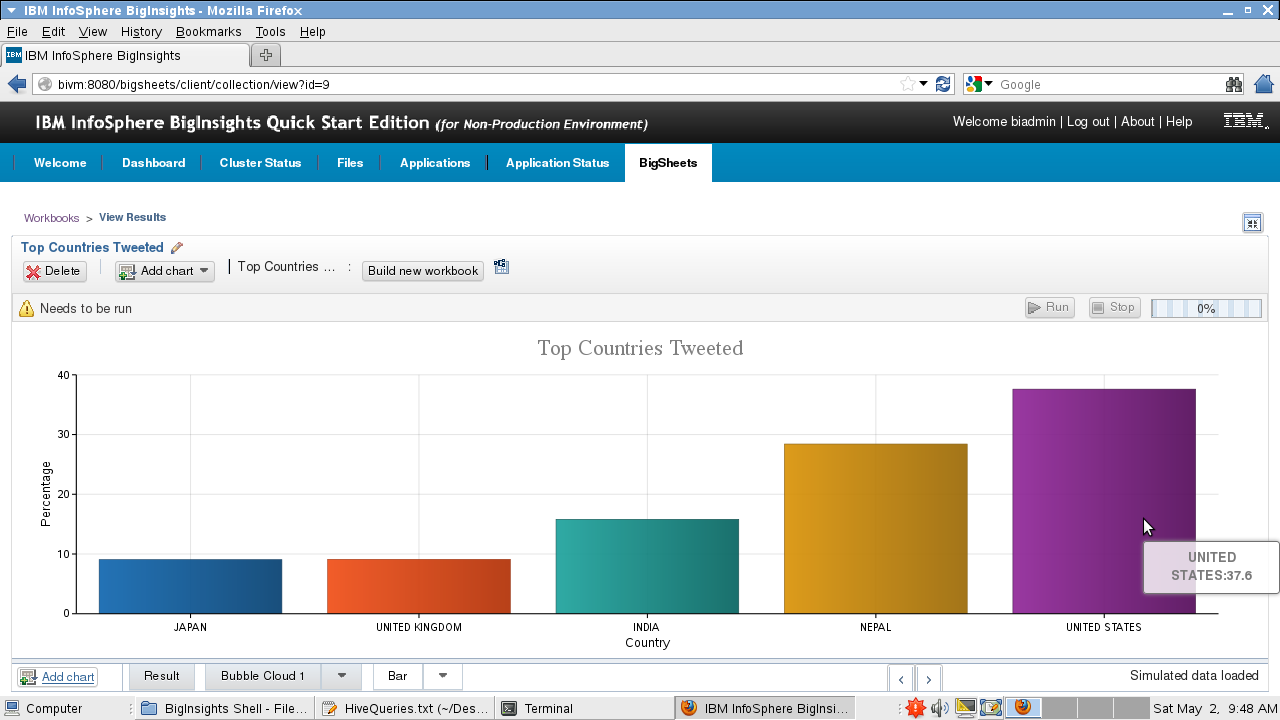 IBM InfoSphere BigInsights - Mozilla Firefox
File Edit View History Bookmarks Tools Help
IBM IBM InfoSphere BigInsights
bivm:8080/bigsheets/client/collection/view?id=9 Google
IBM InfoSphere BigInsights Quick Start Edition (for Non-Production Environment) Welcome biadmin | Log out | About | Help IBM.
Welcome Dashboard Cluster Status Files Applications Application Status BigSheets
Workbooks > View Results
Top Countries Tweeted
Delete Add chart Top Countries ... : Build new workbook
Needs to be run Run Stop 0%
Top Countries Tweeted
40
30
20
10
0
Percentage
UNITED
STATES:37.6
JAPAN UNITED KINGDOM INDIA NEPAL UNITED STATES
Country
Add chart Result Bubble Cloud 1 Bar < > Simulated data loaded
Computer BigInsights Shell - File... HiveQueries.txt (~/Des... Terminal IBM InfoSphere BigInsi... Sat May 2, 9:48 AM